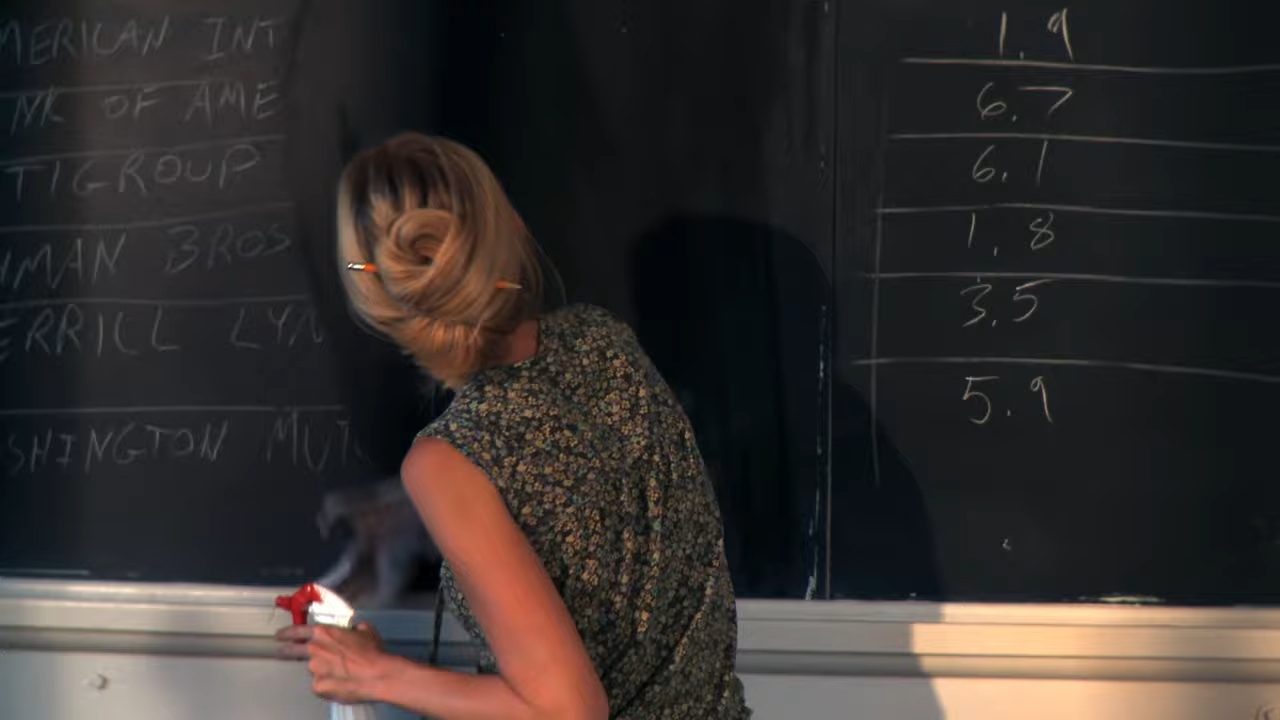 MERICAN INT 1.9
NK OF AME 6.7
TIGROUP 6.1
MAN BROS 1.8
ERRILL LYN 3.5
SHINGTON MUT 5.9